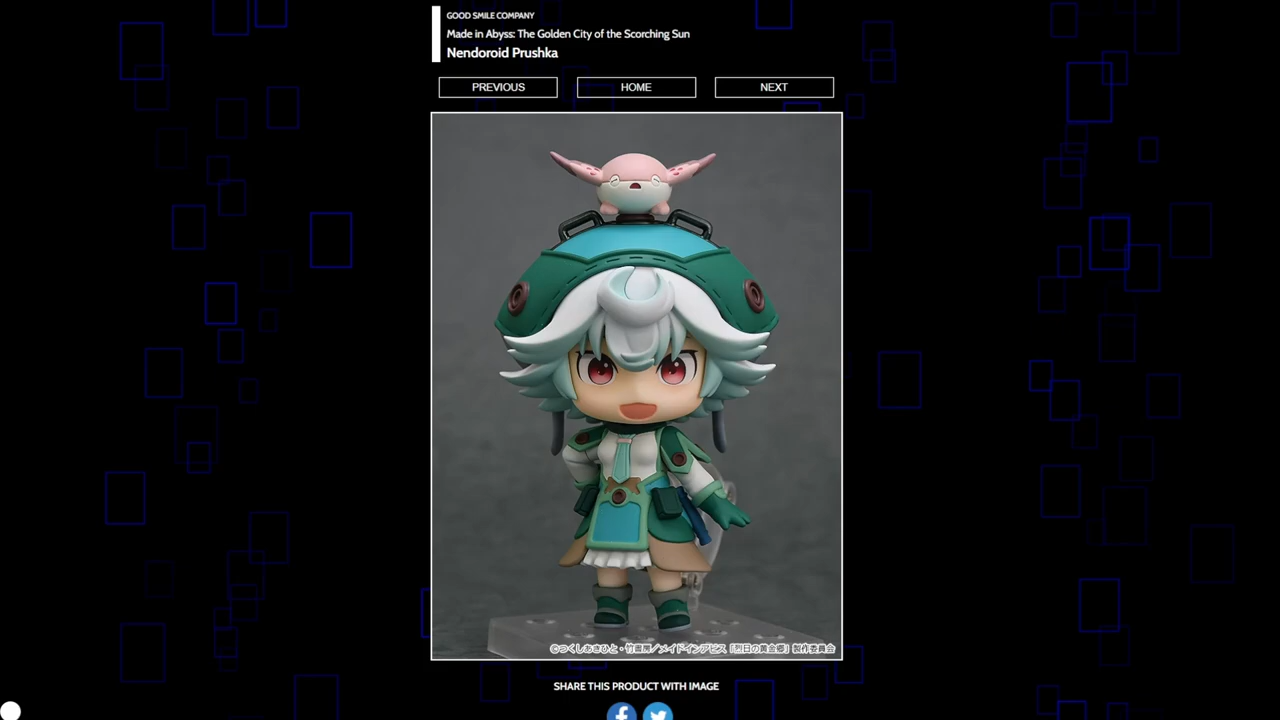 GOOD SMILE COMPANY
Made in Abyss: The Golden City of the Scorching Sun
Nendoroid Prushka
PREVIOUS
HOME
NEXT
©つくしあきひと・竹書房／メイドインアビス「烈日の黄金郷」製作委員会
SHARE THIS PRODUCT WITH IMAGE